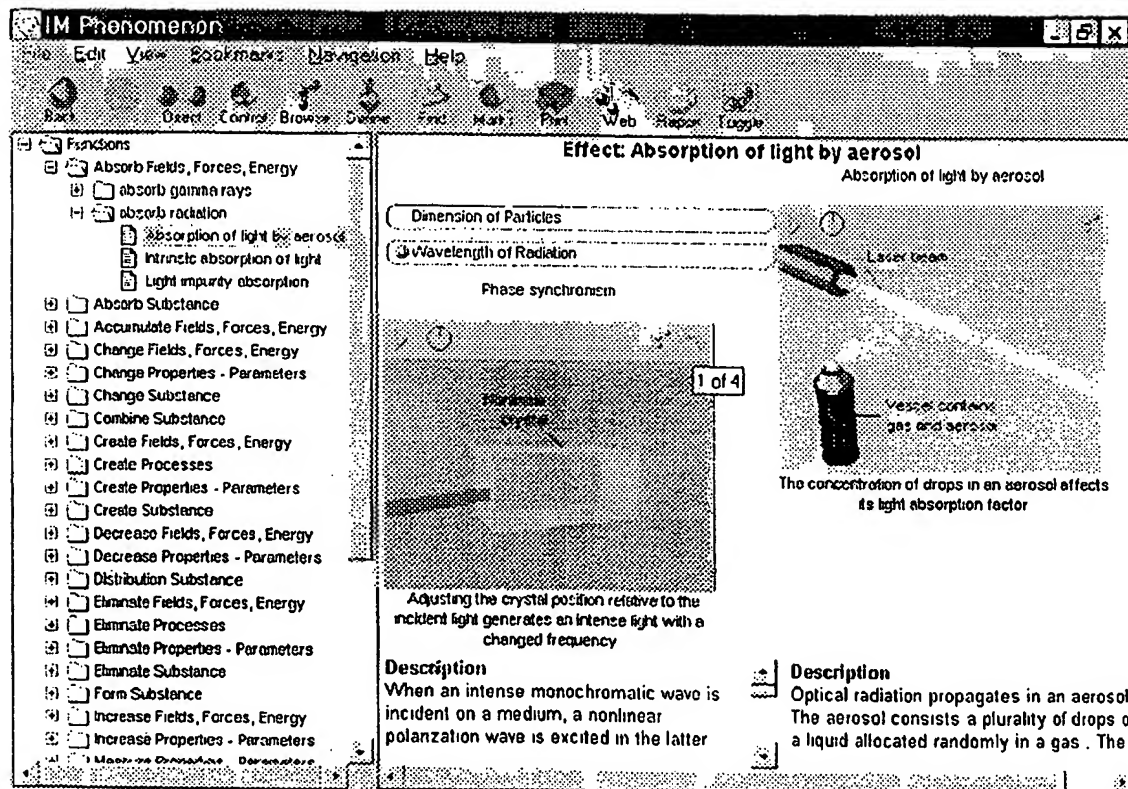 IM Phenomenon
File Edit View Bookmarks Navigation Help
Back Direct Control Browse Define Find Mark! Print Web Report Toggle
Functions
Absorb Fields, Forces, Energy
absorb gamma rays
absorb radiation
Absorption of light by aerosol
Intrinsic absorption of light
Light impurity absorption
Absorb Substance
Accumulate Fields, Forces, Energy
Change Fields, Forces, Energy
Change Properties - Parameters
Change Substance
Combine Substance
Create Fields, Forces, Energy
Create Processes
Create Properties - Parameters
Create Substance
Decrease Fields, Forces, Energy
Decrease Properties - Parameters
Distribution Substance
Eliminate Fields, Forces, Energy
Eliminate Processes
Eliminate Properties - Parameters
Eliminate Substance
Form Substance
Increase Fields, Forces, Energy
Increase Properties - Parameters
Effect: Absorption of light by aerosol
Absorption of light by aerosol
Dimension of Particles
Wavelength of Radiation
Phase synchronism
Nonlinear
crystal
1 of 4
Adjusting the crystal position relative to the
incident light generates an intense light with a
changed frequency
Description
When an intense monochromatic wave is
incident on a medium, a nonlinear
polarization wave is excited in the latter
Laser beam
Vessel contains
gas and aerosol
The concentration of drops in an aerosol affects
its light absorption factor
Description
Optical radiation propagates in an aerosol
The aerosol consists a plurality of drops o
a liquid allocated randomly in a gas . The